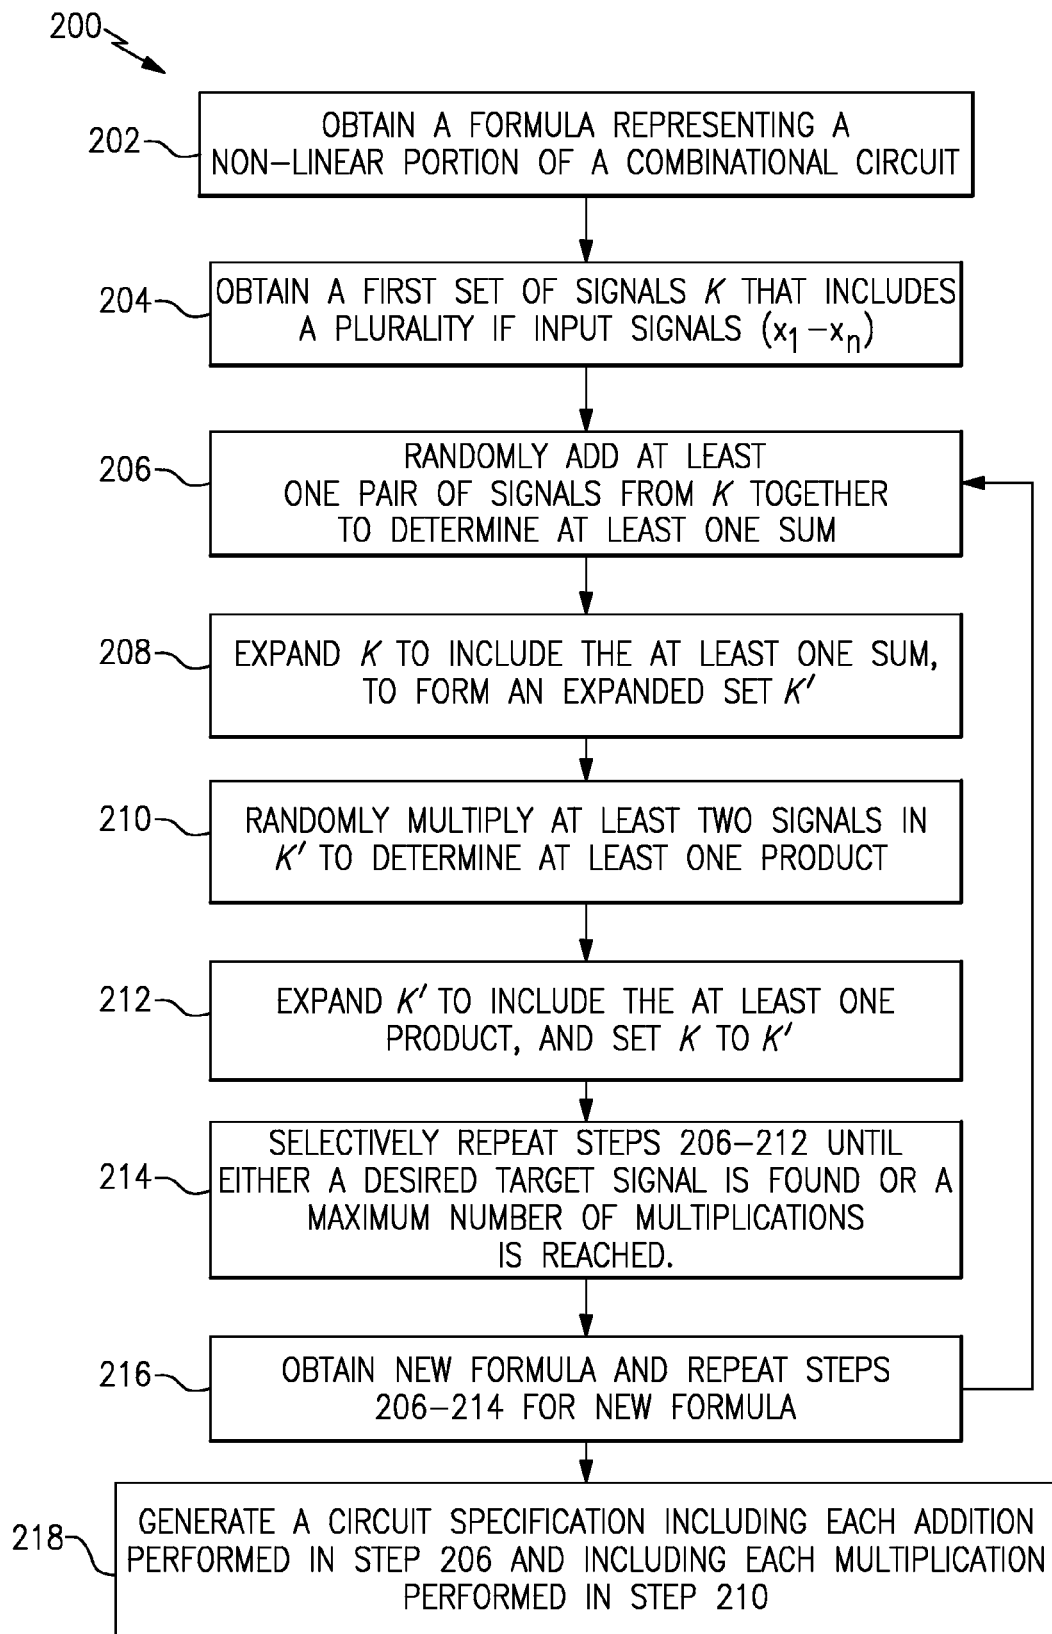 200
202
OBTAIN A FORMULA REPRESENTING A
NON-LINEAR PORTION OF A COMBINATIONAL CIRCUIT
204
OBTAIN A FIRST SET OF SIGNALS K THAT INCLUDES
A PLURALITY IF INPUT SIGNALS (x₁-xₙ)
206
RANDOMLY ADD AT LEAST
ONE PAIR OF SIGNALS FROM K TOGETHER
TO DETERMINE AT LEAST ONE SUM
208
EXPAND K TO INCLUDE THE AT LEAST ONE SUM,
TO FORM AN EXPANDED SET K'
210
RANDOMLY MULTIPLY AT LEAST TWO SIGNALS IN
K' TO DETERMINE AT LEAST ONE PRODUCT
212
EXPAND K' TO INCLUDE THE AT LEAST ONE
PRODUCT, AND SET K TO K'
214
SELECTIVELY REPEAT STEPS 206-212 UNTIL
EITHER A DESIRED TARGET SIGNAL IS FOUND OR A
MAXIMUM NUMBER OF MULTIPLICATIONS
IS REACHED.
216
OBTAIN NEW FORMULA AND REPEAT STEPS
206-214 FOR NEW FORMULA
218
GENERATE A CIRCUIT SPECIFICATION INCLUDING EACH ADDITION
PERFORMED IN STEP 206 AND INCLUDING EACH MULTIPLICATION
PERFORMED IN STEP 210